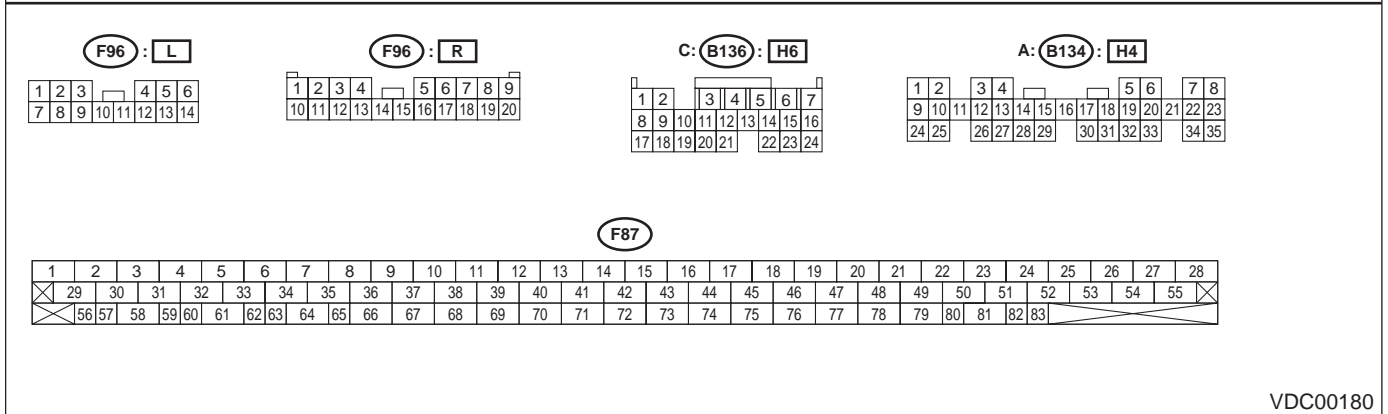 F96 : L
F96 : R
C: B136 : H6
A: B134 : H4
1 2 3 4 5 6
7 8 9 10 11 12 13 14
1 2 3 4 5 6 7 8 9
10 11 12 13 14 15 16 17 18 19 20
1 2 3 4 5 6 7
8 9 10 11 12 13 14 15 16
17 18 19 20 21 22 23 24
1 2 3 4 5 6 7 8
9 10 11 12 13 14 15 16 17 18 19 20 21 22 23
24 25 26 27 28 29 30 31 32 33 34 35
F87
1 2 3 4 5 6 7 8 9 10 11 12 13 14 15 16 17 18 19 20 21 22 23 24 25 26 27 28
29 30 31 32 33 34 35 36 37 38 39 40 41 42 43 44 45 46 47 48 49 50 51 52 53 54 55
56 57 58 59 60 61 62 63 64 65 66 67 68 69 70 71 72 73 74 75 76 77 78 79 80 81 82 83
VDC00180